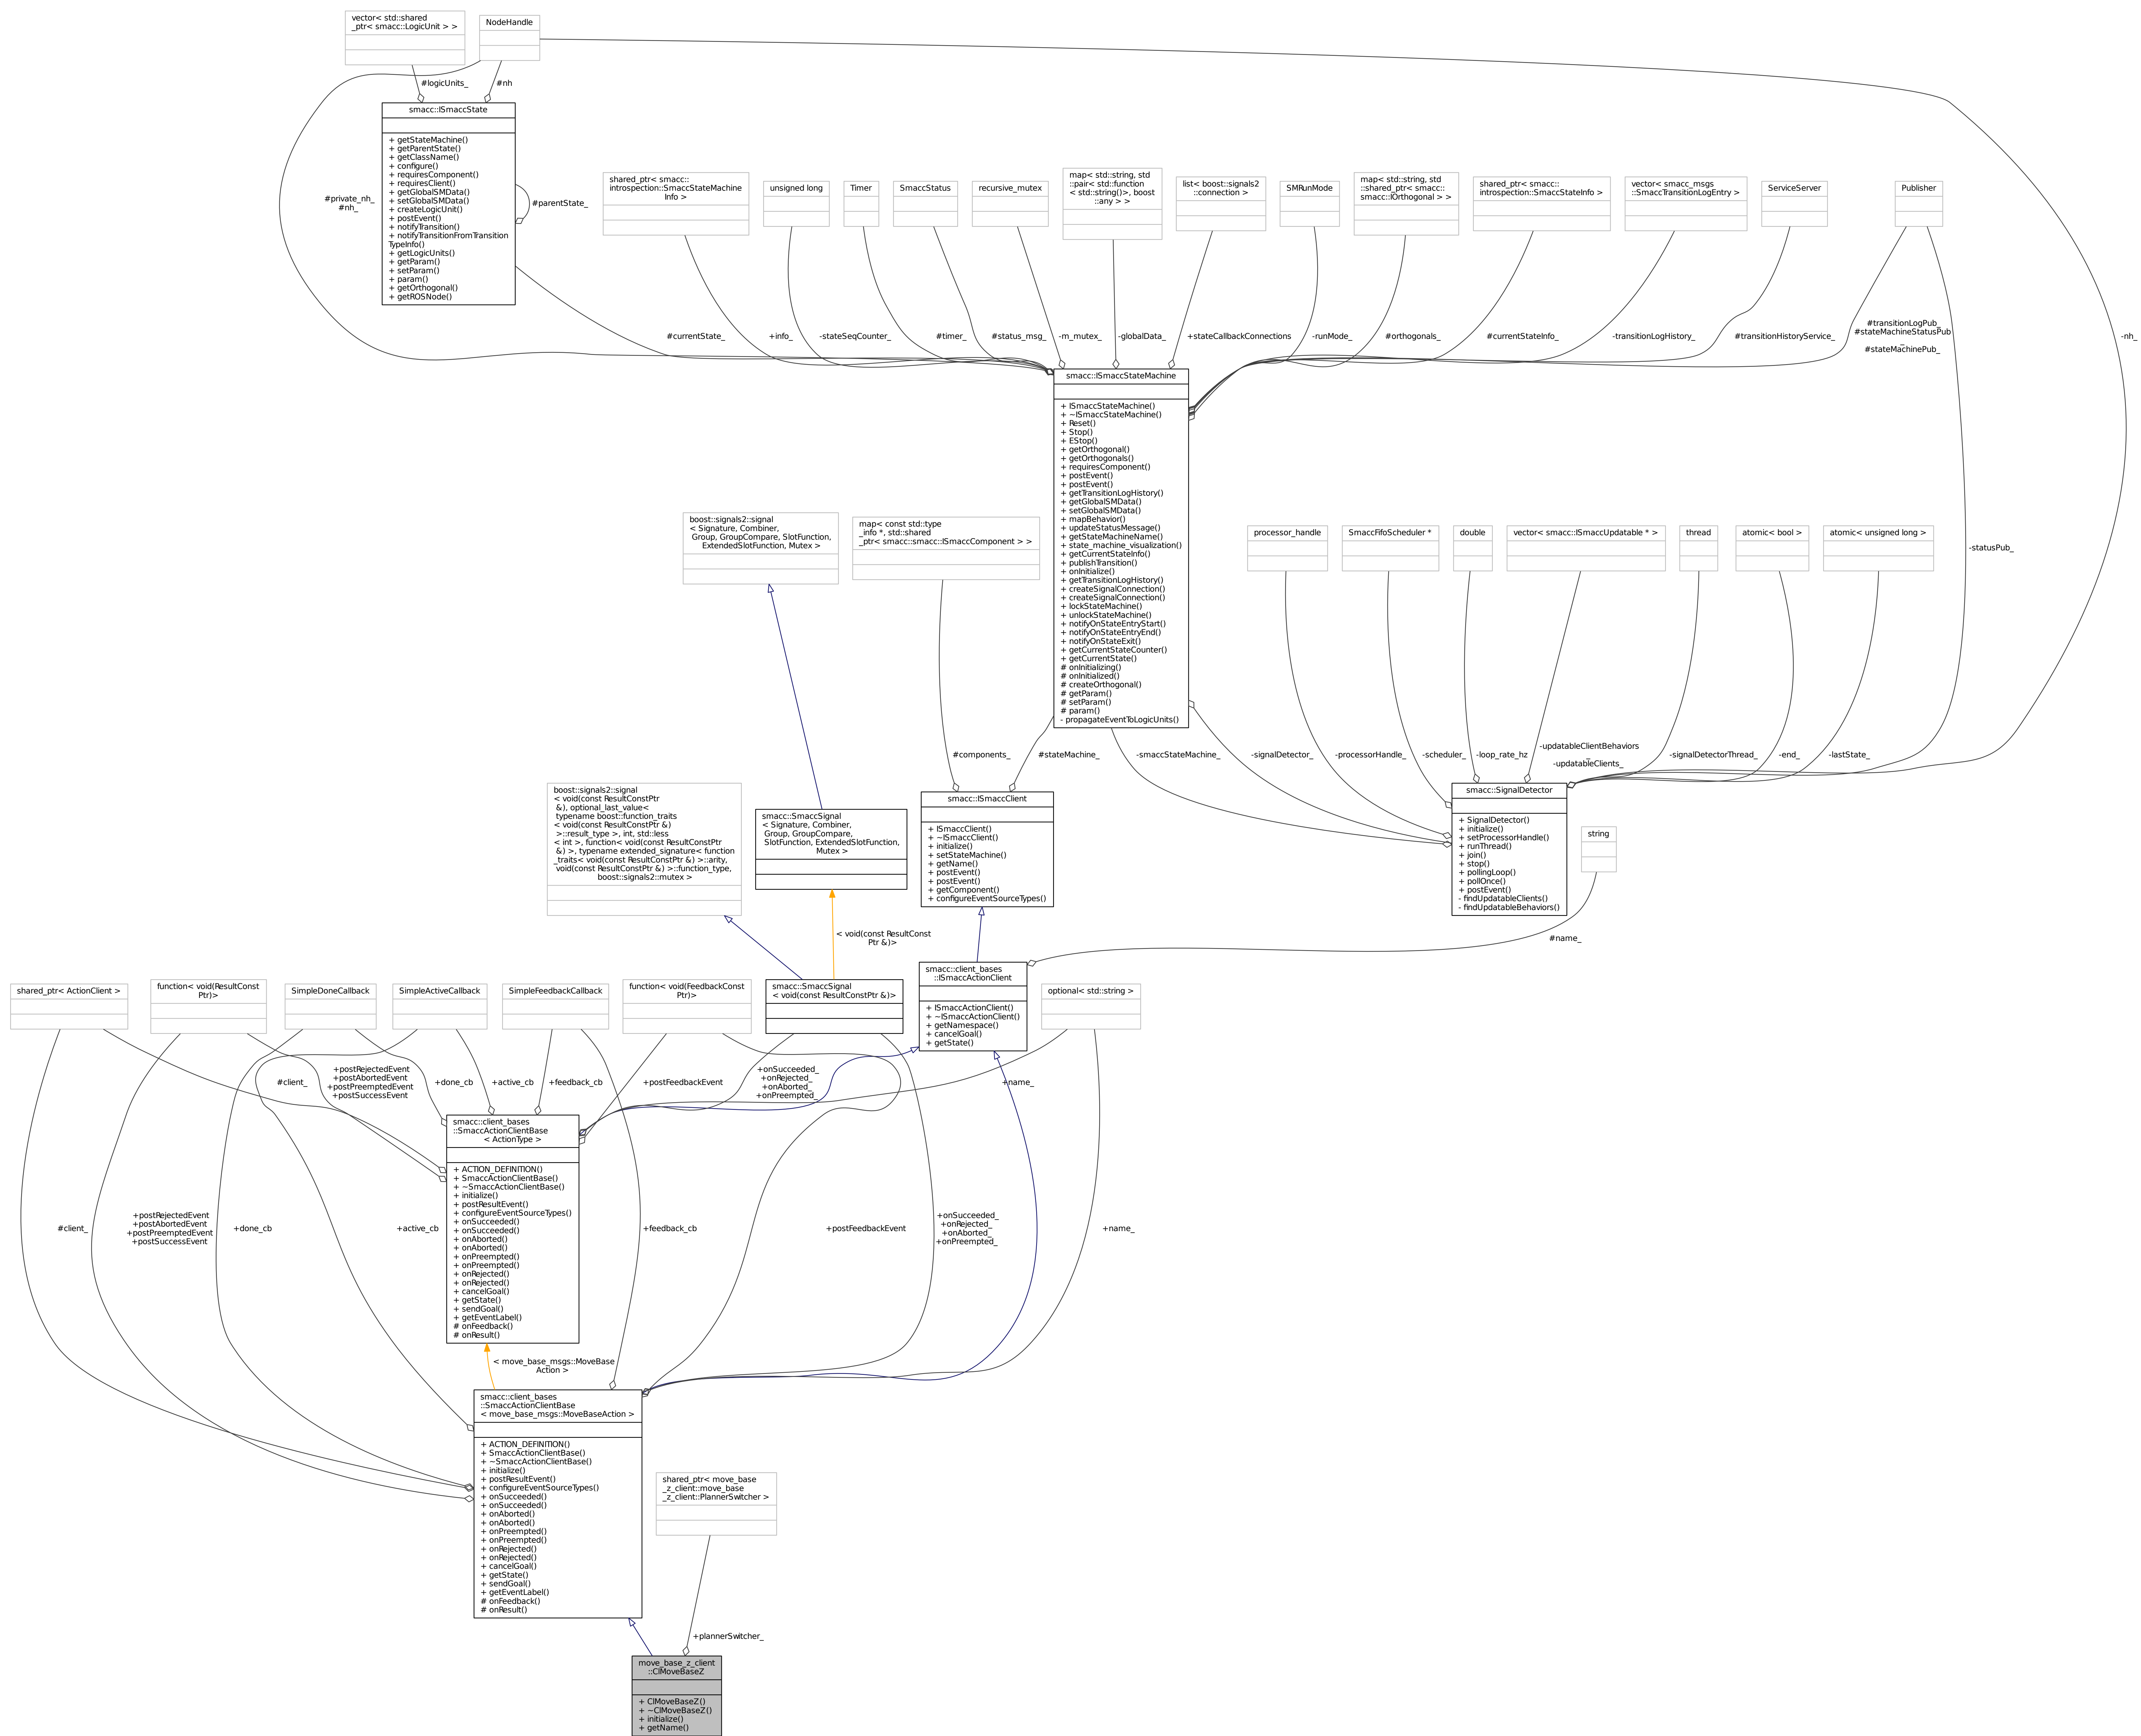 vector< std::shared
_ptr< smacc::LogicUnit > >
NodeHandle
#logicUnits_
#nh
smacc::ISmaccState
+ getStateMachine()
+ getParentState()
+ getClassName()
+ configure()
+ requiresComponent()
+ requiresClient()
+ getGlobalSMData()
+ setGlobalSMData()
+ createLogicUnit()
+ postEvent()
+ notifyTransition()
+ notifyTransitionFromTransition
TypeInfo()
+ getLogicUnits()
+ getParam()
+ setParam()
+ param()
+ getOrthogonal()
+ getROSNode()
#private_nh_
#nh_
#parentState_
shared_ptr< smacc::
introspection::SmaccStateMachine
Info >
unsigned long
Timer
SmaccStatus
recursive_mutex
map< std::string, std
::pair< std::function
< std::string()>, boost
::any > >
list< boost::signals2
::connection >
SMRunMode
map< std::string, std
::shared_ptr< smacc::
smacc::IOrthogonal > >
shared_ptr< smacc::
introspection::SmaccStateInfo >
vector< smacc_msgs
::SmaccTransitionLogEntry >
ServiceServer
Publisher
#currentState_
+info_
-stateSeqCounter_
#timer_
#status_msg_
-m_mutex_
-globalData_
+stateCallbackConnections
-runMode_
#orthogonals_
#currentStateInfo_
-transitionLogHistory_
#transitionHistoryService_
#transitionLogPub_
#stateMachineStatusPub
_
#stateMachinePub_
-nh_
smacc::ISmaccStateMachine
+ ISmaccStateMachine()
+ ~ISmaccStateMachine()
+ Reset()
+ Stop()
+ EStop()
+ getOrthogonal()
+ getOrthogonals()
+ requiresComponent()
+ postEvent()
+ postEvent()
+ getTransitionLogHistory()
+ getGlobalSMData()
+ setGlobalSMData()
+ mapBehavior()
+ updateStatusMessage()
+ getStateMachineName()
+ state_machine_visualization()
+ getCurrentStateInfo()
+ publishTransition()
+ onInitialize()
+ getTransitionLogHistory()
+ createSignalConnection()
+ createSignalConnection()
+ lockStateMachine()
+ unlockStateMachine()
+ notifyOnStateEntryStart()
+ notifyOnStateEntryEnd()
+ notifyOnStateExit()
+ getCurrentStateCounter()
+ getCurrentState()
# onInitializing()
# onInitialized()
# createOrthogonal()
# getParam()
# setParam()
# param()
- propagateEventToLogicUnits()
boost::signals2::signal
< Signature, Combiner,
Group, GroupCompare, SlotFunction,
ExtendedSlotFunction, Mutex >
map< const std::type
_info *, std::shared
_ptr< smacc::smacc::ISmaccComponent > >
processor_handle
SmaccFifoScheduler *
double
vector< smacc::ISmaccUpdatable * >
thread
atomic< bool >
atomic< unsigned long >
-statusPub_
#components_
#stateMachine_
-smaccStateMachine_
-signalDetector_
-processorHandle_
-scheduler_
-loop_rate_hz
-updatableClientBehaviors
_
-updatableClients_
-signalDetectorThread_
-end_
-lastState_
boost::signals2::signal
< void(const ResultConstPtr
&), optional_last_value<
typename boost::function_traits
< void(const ResultConstPtr &)
>::result_type >, int, std::less
< int >, function< void(const ResultConstPtr
&) >, typename extended_signature< function
_traits< void(const ResultConstPtr &) >::arity,
void(const ResultConstPtr &) >::function_type,
boost::signals2::mutex >
smacc::SmaccSignal
< Signature, Combiner,
Group, GroupCompare,
SlotFunction, ExtendedSlotFunction,
Mutex >
smacc::ISmaccClient
+ ISmaccClient()
+ ~ISmaccClient()
+ initialize()
+ setStateMachine()
+ getName()
+ postEvent()
+ postEvent()
+ getComponent()
+ configureEventSourceTypes()
smacc::SignalDetector
+ SignalDetector()
+ initialize()
+ setProcessorHandle()
+ runThread()
+ join()
+ stop()
+ pollingLoop()
+ pollOnce()
+ postEvent()
- findUpdatableClients()
- findUpdatableBehaviors()
string
< void(const ResultConst
Ptr &)>
#name_
shared_ptr< ActionClient >
function< void(ResultConst
Ptr)>
SimpleDoneCallback
SimpleActiveCallback
SimpleFeedbackCallback
function< void(FeedbackConst
Ptr)>
smacc::SmaccSignal
< void(const ResultConstPtr &)>
smacc::client_bases
::ISmaccActionClient
+ ISmaccActionClient()
+ ~ISmaccActionClient()
+ getNamespace()
+ cancelGoal()
+ getState()
optional< std::string >
#client_
+postRejectedEvent
+postAbortedEvent
+postPreemptedEvent
+postSuccessEvent
+done_cb
+active_cb
+feedback_cb
+postFeedbackEvent
+onSucceeded_
+onRejected_
+onAborted_
+onPreempted_
+name_
smacc::client_bases
::SmaccActionClientBase
< ActionType >
+ ACTION_DEFINITION()
+ SmaccActionClientBase()
+ ~SmaccActionClientBase()
+ initialize()
+ postResultEvent()
+ configureEventSourceTypes()
+ onSucceeded()
+ onSucceeded()
+ onAborted()
+ onAborted()
+ onPreempted()
+ onPreempted()
+ onRejected()
+ onRejected()
+ cancelGoal()
+ getState()
+ sendGoal()
+ getEventLabel()
# onFeedback()
# onResult()
#client_
+postRejectedEvent
+postAbortedEvent
+postPreemptedEvent
+postSuccessEvent
+done_cb
+active_cb
+feedback_cb
+postFeedbackEvent
+onSucceeded_
+onRejected_
+onAborted_
+onPreempted_
+name_
< move_base_msgs::MoveBase
Action >
smacc::client_bases
::SmaccActionClientBase
< move_base_msgs::MoveBaseAction >
+ ACTION_DEFINITION()
+ SmaccActionClientBase()
+ ~SmaccActionClientBase()
+ initialize()
+ postResultEvent()
+ configureEventSourceTypes()
+ onSucceeded()
+ onSucceeded()
+ onAborted()
+ onAborted()
+ onPreempted()
+ onPreempted()
+ onRejected()
+ onRejected()
+ cancelGoal()
+ getState()
+ sendGoal()
+ getEventLabel()
# onFeedback()
# onResult()
shared_ptr< move_base
_z_client::move_base
_z_client::PlannerSwitcher >
+plannerSwitcher_
move_base_z_client
::ClMoveBaseZ
+ ClMoveBaseZ()
+ ~ClMoveBaseZ()
+ initialize()
+ getName()